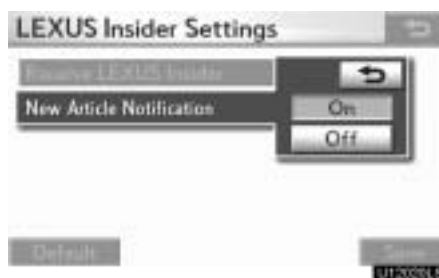 LEXUS Insider Settings
Receive LEXUS Insider
New Article Notification
On
Off
Default
Save